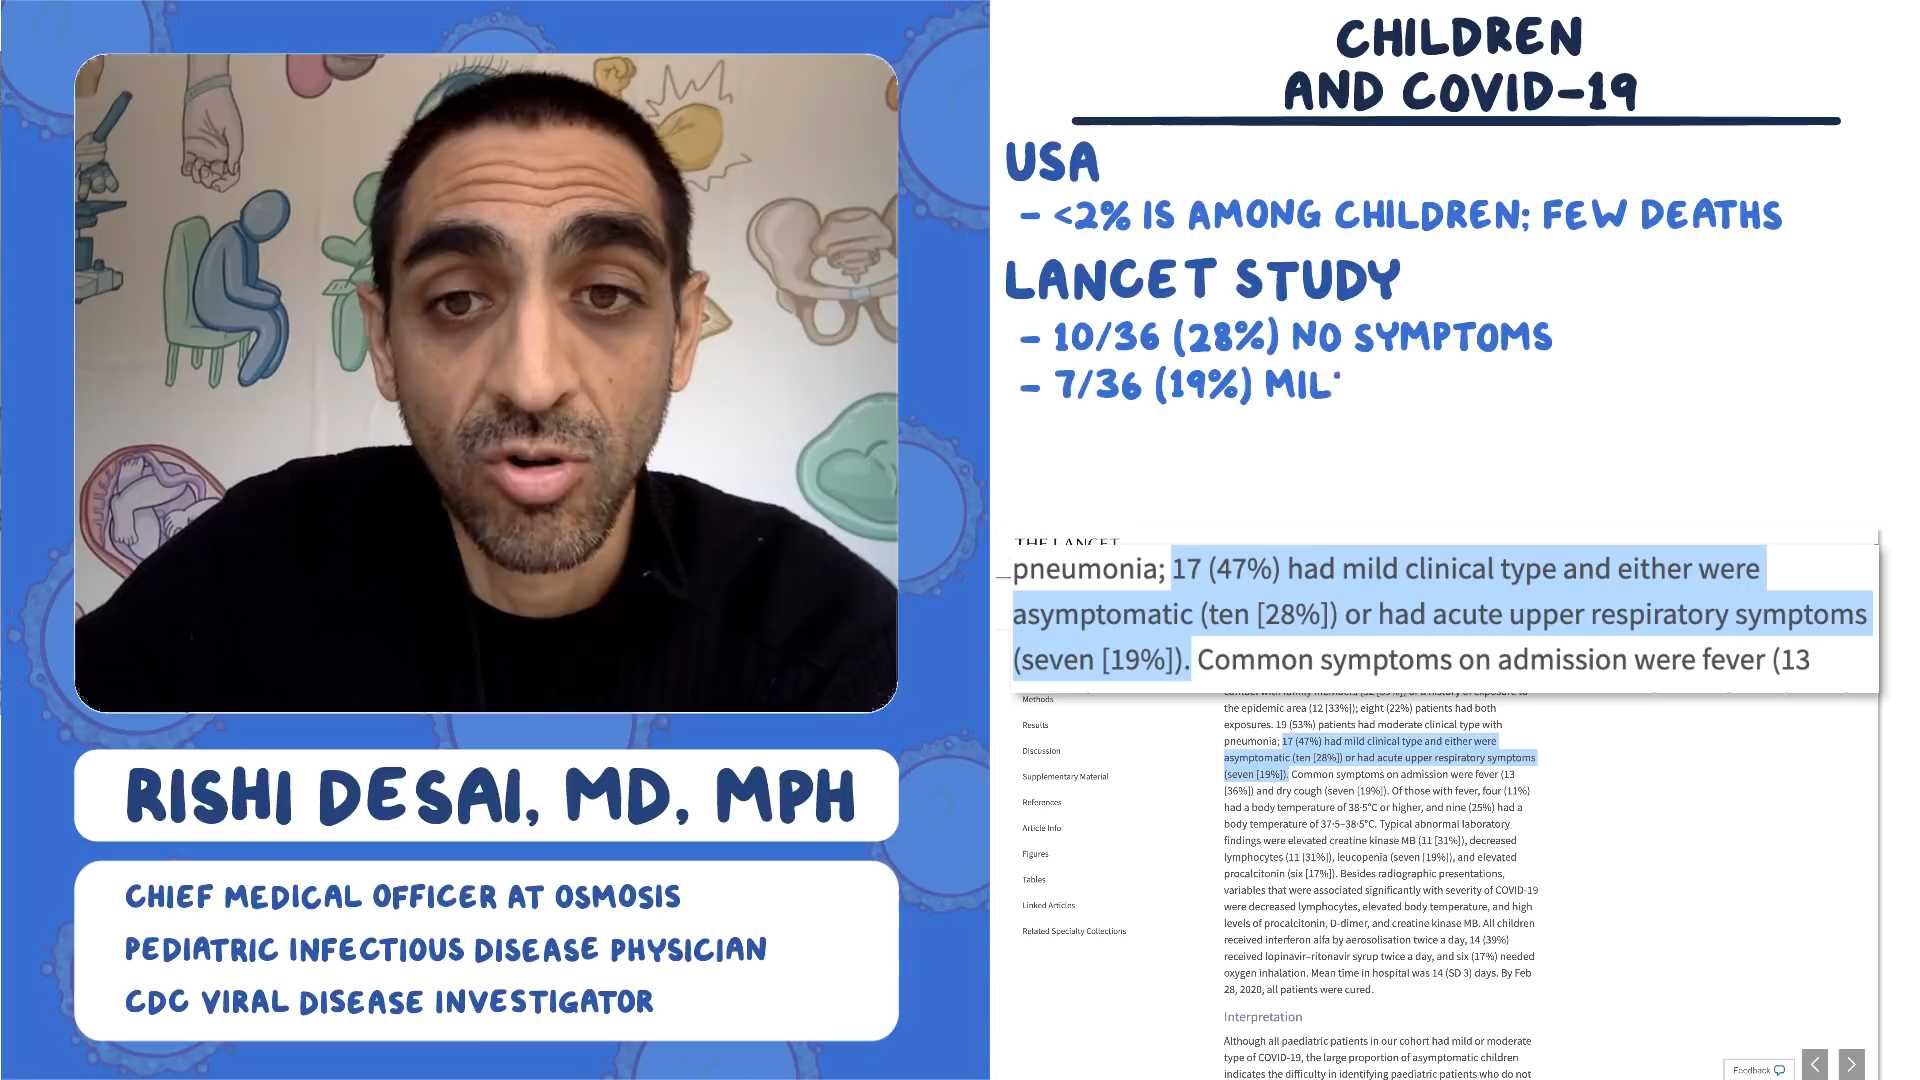 CHILDREN
AND COVID-19
USA
- <2% IS AMONG CHILDREN; FEW DEATHS
LANCET STUDY
- 10/36 (28%) NO SYMPTOMS
- 7/36 (19%) MIL
THE LANCET
pneumonia; 17 (47%) had mild clinical type and either were
asymptomatic (ten [28%]) or had acute upper respiratory symptoms
(seven [19%]). Common symptoms on admission were fever (13
Methods
Results
Discussion
Supplementary Material
References
Article Info
Figures
Tables
Linked Articles
Related Specialty Collections
the epidemic area (12 [33%]); eight (22%) patients had both
exposures. 19 (53%) patients had moderate clinical type with
pneumonia; 17 (47%) had mild clinical type and either were
asymptomatic (ten [28%]) or had acute upper respiratory symptoms
(seven [19%]). Common symptoms on admission were fever (13
[36%]) and dry cough (seven [19%]). Of those with fever, four (11%)
had a body temperature of 38·5°C or higher, and nine (25%) had a
body temperature of 37·5–38·5°C. Typical abnormal laboratory
findings were elevated creatine kinase MB (11 [31%]), decreased
lymphocytes (11 [31%]), leucopenia (seven [19%]), and elevated
procalcitonin (six [17%]). Besides radiographic presentations,
variables that were associated significantly with severity of COVID-19
were decreased lymphocytes, elevated body temperature, and high
levels of procalcitonin, D-dimer, and creatine kinase MB. All children
received interferon alfa by aerosolisation twice a day, 14 (39%)
received lopinavir–ritonavir syrup twice a day, and six (17%) needed
oxygen inhalation. Mean time in hospital was 14 (SD 3) days. By Feb
28, 2020, all patients were cured.
Interpretation
Although all paediatric patients in our cohort had mild or moderate
type of COVID-19, the large proportion of asymptomatic children
indicates the difficulty in identifying paediatric patients who do not
Feedback
RISHI DESAI, MD, MPH
CHIEF MEDICAL OFFICER AT OSMOSIS
PEDIATRIC INFECTIOUS DISEASE PHYSICIAN
CDC VIRAL DISEASE INVESTIGATOR